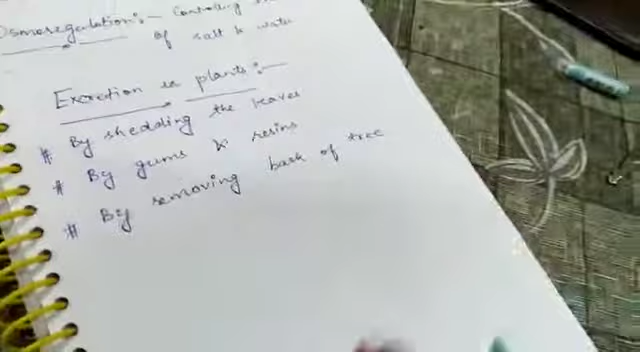 Osmoregulation:- Controlling
of salt & water
Excretion in plants:-
# By shedding the leaves
# By gums & resins
# By removing bark of tree